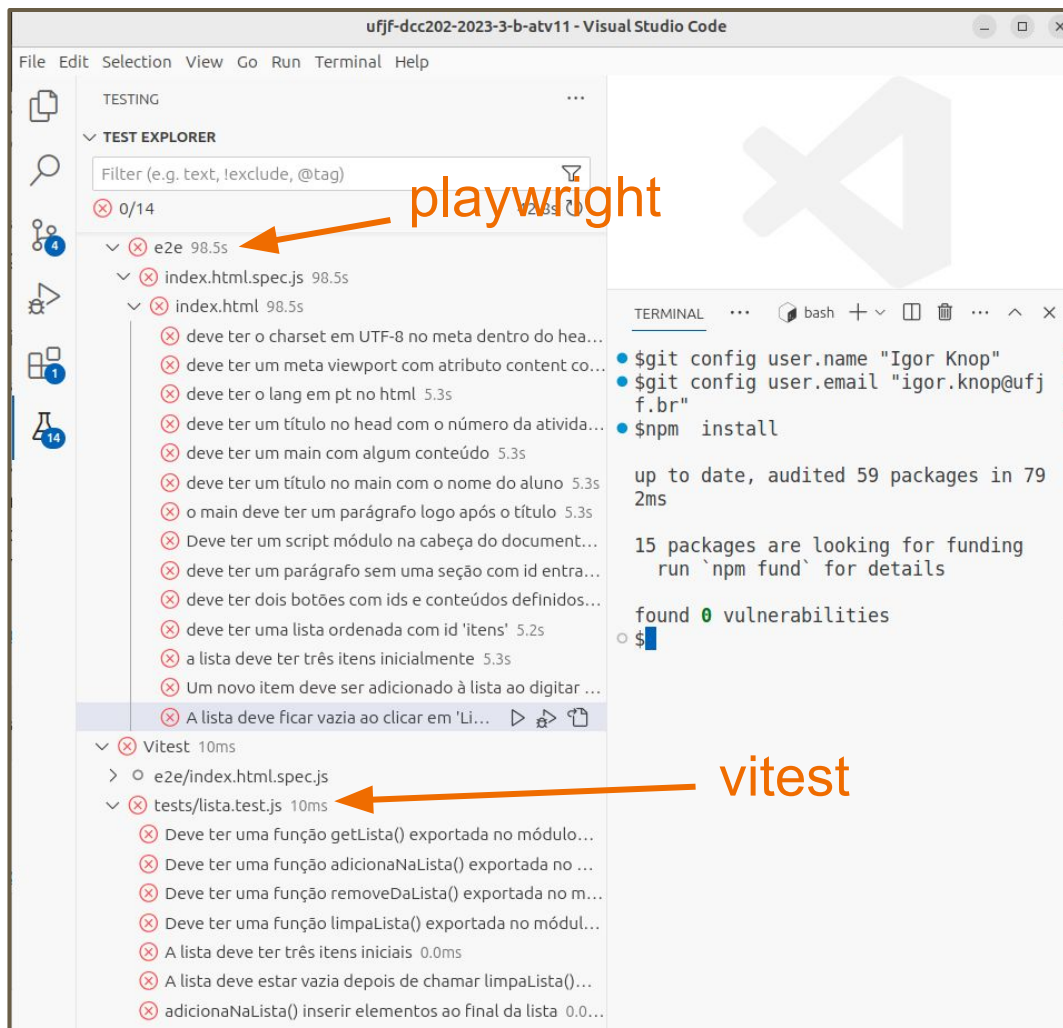 ufjf-dcc202-2023-3-b-atv11 - Visual Studio Code
File Edit Selection View Go Run Terminal Help
TESTING
TEST EXPLORER
Filter (e.g. text, !exclude, @tag)
0/14
playwright
e2e 98.5s
index.html.spec.js 98.5s
index.html 98.5s
deve ter o charset em UTF-8 no meta dentro do hea...
deve ter um meta viewport com atributo content co...
deve ter o lang em pt no html 5.3s
deve ter um título no head com o número da ativida...
deve ter um main com algum conteúdo 5.3s
deve ter um título no main com o nome do aluno 5.3s
o main deve ter um parágrafo logo após o título 5.3s
Deve ter um script módulo na cabeça do document...
deve ter um parágrafo sem uma seção com id entra...
deve ter dois botões com ids e conteúdos definidos...
deve ter uma lista ordenada com id 'itens' 5.2s
a lista deve ter três itens inicialmente 5.3s
Um novo item deve ser adicionado à lista ao digitar ...
A lista deve ficar vazia ao clicar em 'Li...
Vitest 10ms
e2e/index.html.spec.js
tests/lista.test.js 10ms
vitest
Deve ter uma função getLista() exportada no módulo...
Deve ter uma função adicionaNaLista() exportada no ...
Deve ter uma função removeDaLista() exportada no m...
Deve ter uma função limpaLista() exportada no módul...
A lista deve ter três itens iniciais 0.0ms
A lista deve estar vazia depois de chamar limpaLista()...
adicionaNaLista() inserir elementos ao final da lista 0.0...
4
1
14
TERMINAL ... bash
$git config user.name "Igor Knop"
$git config user.email "igor.knop@ufj
f.br"
$npm install
up to date, audited 59 packages in 79
2ms
15 packages are looking for funding
run `npm fund` for details
found 0 vulnerabilities
$